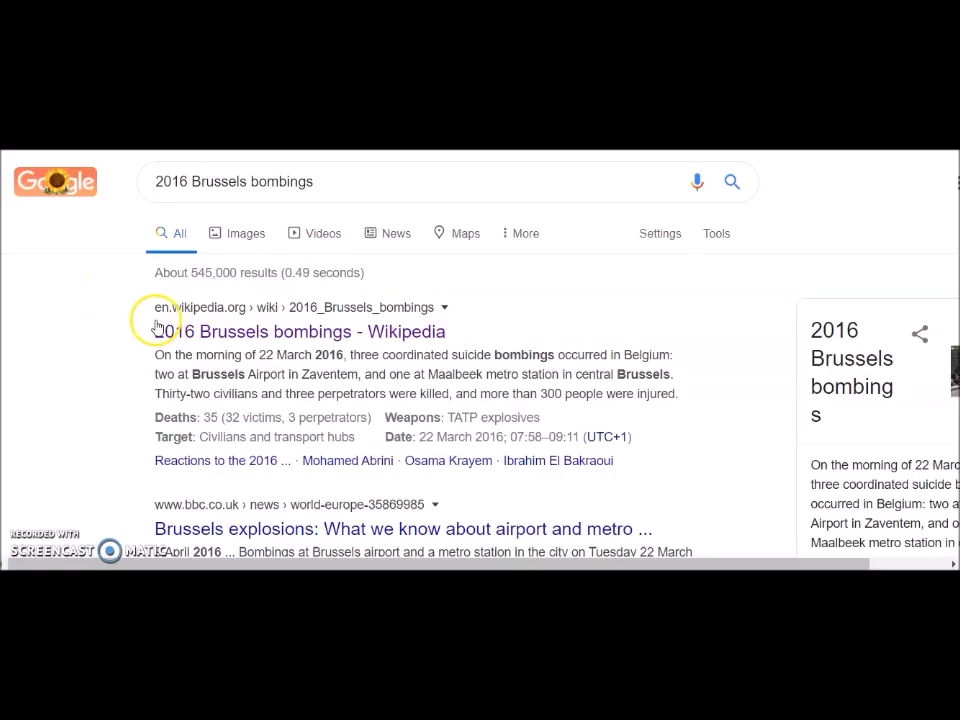 Google
2016 Brussels bombings
All Images Videos News Maps More Settings Tools
About 545,000 results (0.49 seconds)
en.wikipedia.org › wiki › 2016_Brussels_bombings
2016 Brussels bombings - Wikipedia
On the morning of 22 March 2016, three coordinated suicide bombings occurred in Belgium:
two at Brussels Airport in Zaventem, and one at Maalbeek metro station in central Brussels.
Thirty-two civilians and three perpetrators were killed, and more than 300 people were injured.
Deaths: 35 (32 victims, 3 perpetrators) Weapons: TATP explosives
Target: Civilians and transport hubs Date: 22 March 2016; 07:58–09:11 (UTC+1)
Reactions to the 2016 ... · Mohamed Abrini · Osama Krayem · Ibrahim El Bakraoui
www.bbc.co.uk › news › world-europe-35869985
Brussels explosions: What we know about airport and metro ...
April 2016 ... Bombings at Brussels airport and a metro station in the city on Tuesday 22 March
2016
Brussels
bombing
s
On the morning of 22 Marc
three coordinated suicide b
occurred in Belgium: two a
Airport in Zaventem, and o
Maalbeek metro station in
RECORDED WITH
SCREENCAST MATIC